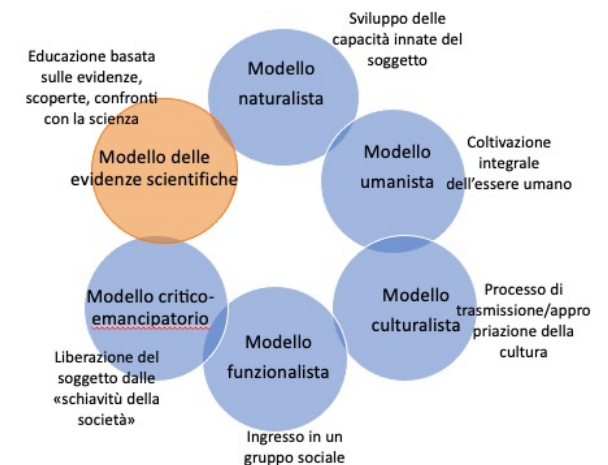 Sviluppo delle
capacità innate del
soggetto
Modello
naturalista
Educazione basata
sulle evidenze,
scoperte, confronti
con la scienza
Modello delle
evidenze scientifiche
Modello
umanista
Coltivazione
integrale
dell'essere umano
Modello
culturalista
Processo di
trasmissione/appro
priazione della
cultura
Modello critico-
emancipatorio
Liberazione del
soggetto dalle
«schiavitù della
società»
Modello
funzionalista
Ingresso in un
gruppo sociale